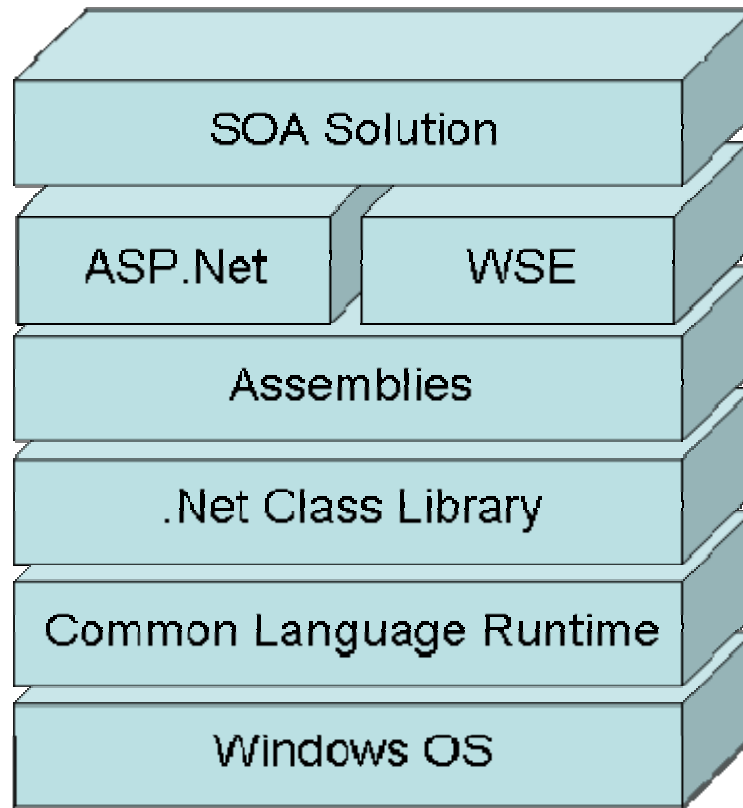 SOA Solution
ASP.Net
WSE
Assemblies
.Net Class Library
Common Language Runtime
Windows OS